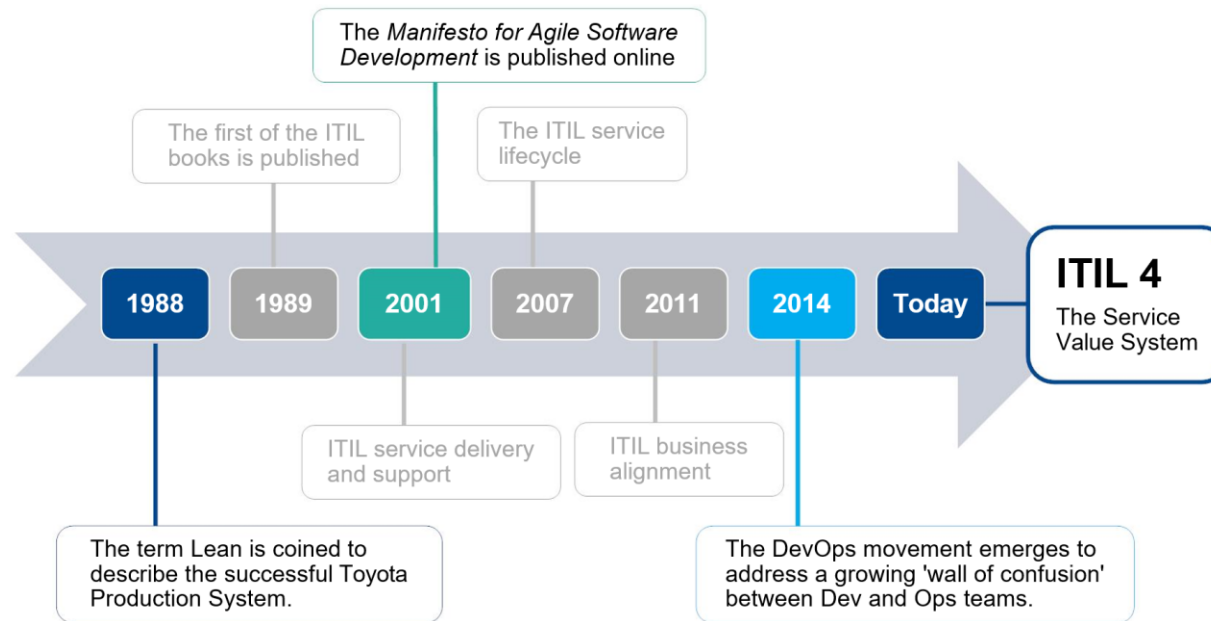 The Manifesto for Agile Software
Development is published online
The first of the ITIL
books is published
The ITIL service
lifecycle
1988
1989
2001
2007
2011
2014
Today
ITIL 4
The Service
Value System
ITIL service delivery
and support
ITIL business
alignment
The term Lean is coined to
describe the successful Toyota
Production System.
The DevOps movement emerges to
address a growing 'wall of confusion'
between Dev and Ops teams.